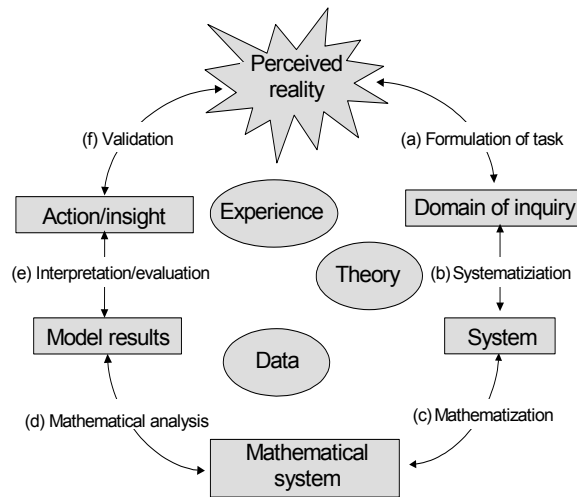 Perceived
reality
(f) Validation
(a) Formulation of task
Action/insight
Experience
Domain of inquiry
(e) Interpretation/evaluation
Theory
(b) Systematiziation
Model results
Data
System
(d) Mathematical analysis
(c) Mathematization
Mathematical
system